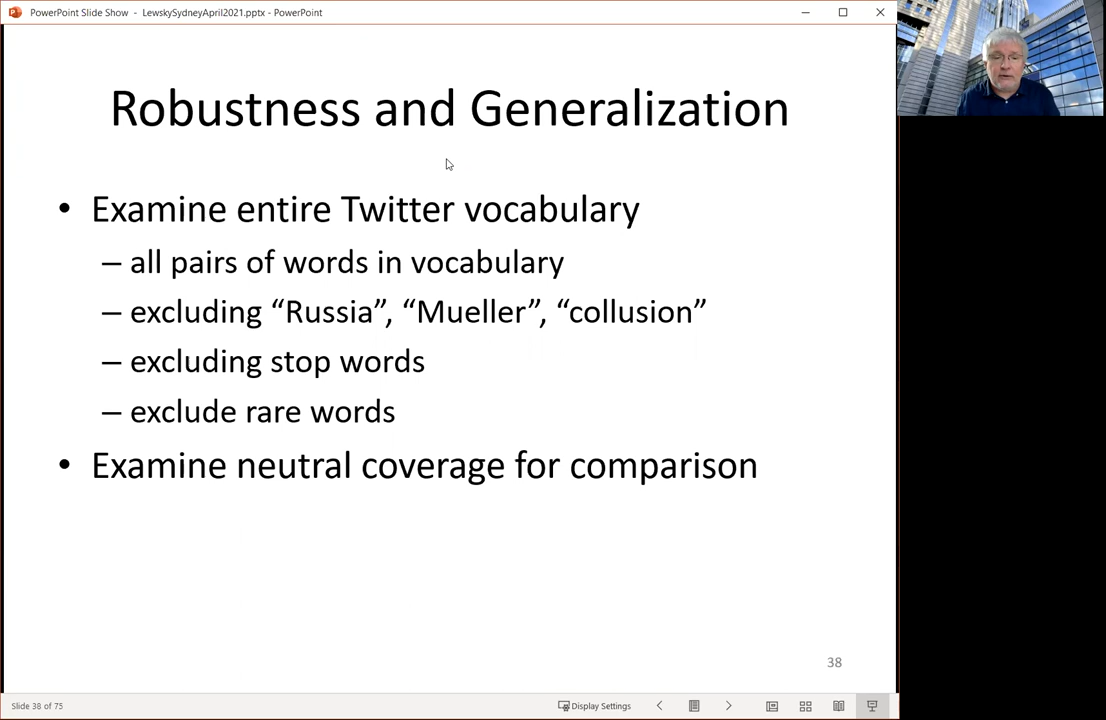 PowerPoint Slide Show - LewskySydneyApril2021.pptx - PowerPoint
Robustness and Generalization
• Examine entire Twitter vocabulary
– all pairs of words in vocabulary
– excluding “Russia”, “Mueller”, “collusion”
– excluding stop words
– exclude rare words
• Examine neutral coverage for comparison
38
Slide 38 of 75
Display Settings